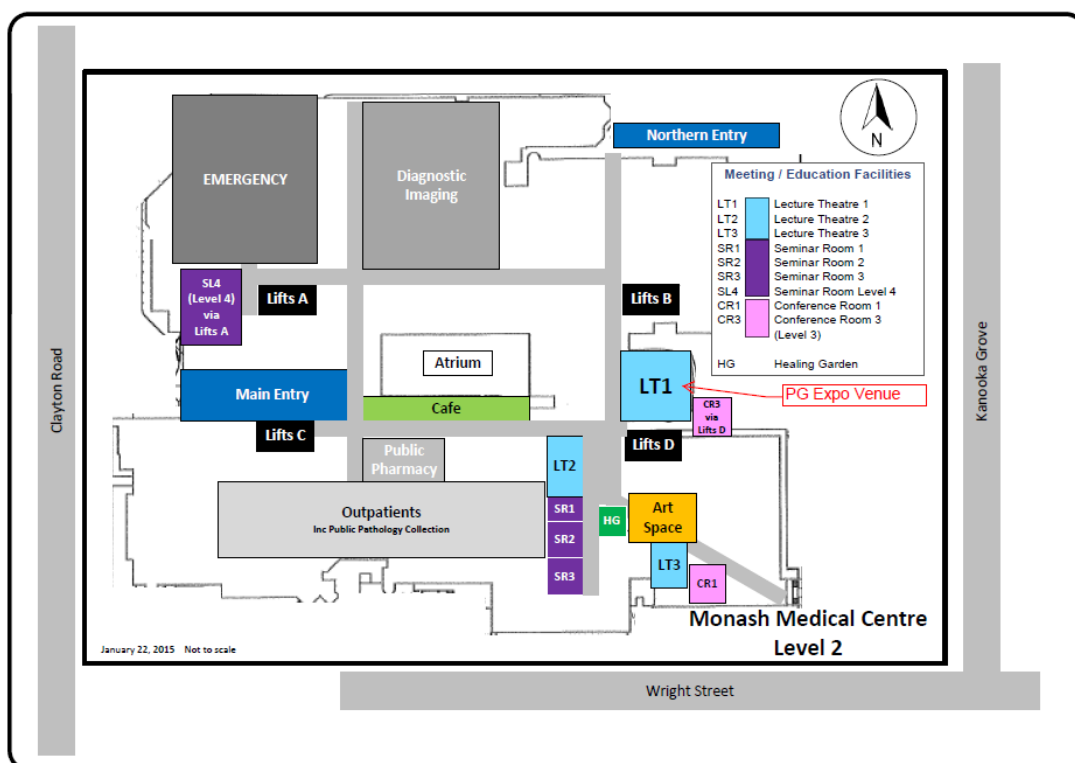 Clayton Road
EMERGENCY
Diagnostic
Imaging
Northern Entry
N
Meeting / Education Facilities
LT1 Lecture Theatre 1
LT2 Lecture Theatre 2
LT3 Lecture Theatre 3
SR1 Seminar Room 1
SR2 Seminar Room 2
SR3 Seminar Room 3
SL4 Seminar Room Level 4
CR1 Conference Room 1
CR3 Conference Room 3
(Level 3)
HG Healing Garden
SL4
(Level 4)
via
Lifts A
Lifts A
Lifts B
Atrium
Main Entry
Cafe
LT1
PG Expo Venue
CR3
via
Lifts D
Lifts C
Lifts D
Public
Pharmacy
LT2
Outpatients
Inc Public Pathology Collection
SR1
SR2
SR3
HG
Art
Space
LT3
CR1
Monash Medical Centre
Level 2
January 22, 2015 Not to scale
Kanooka Grove
Wright Street